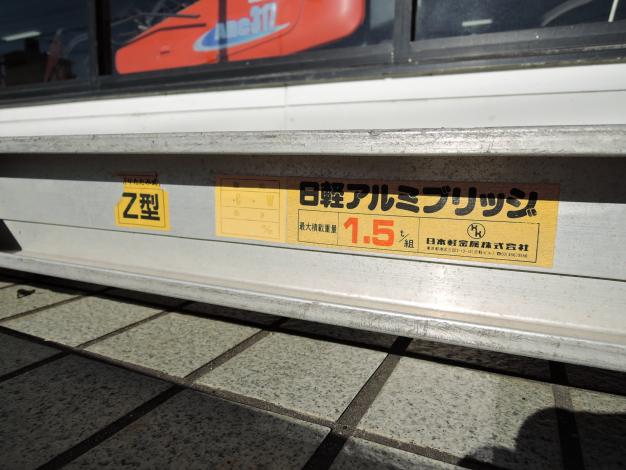 Ame317
Z型
日軽アルミブリッジ
最大積載重量
1.5 t/組
日本軽金属株式会社